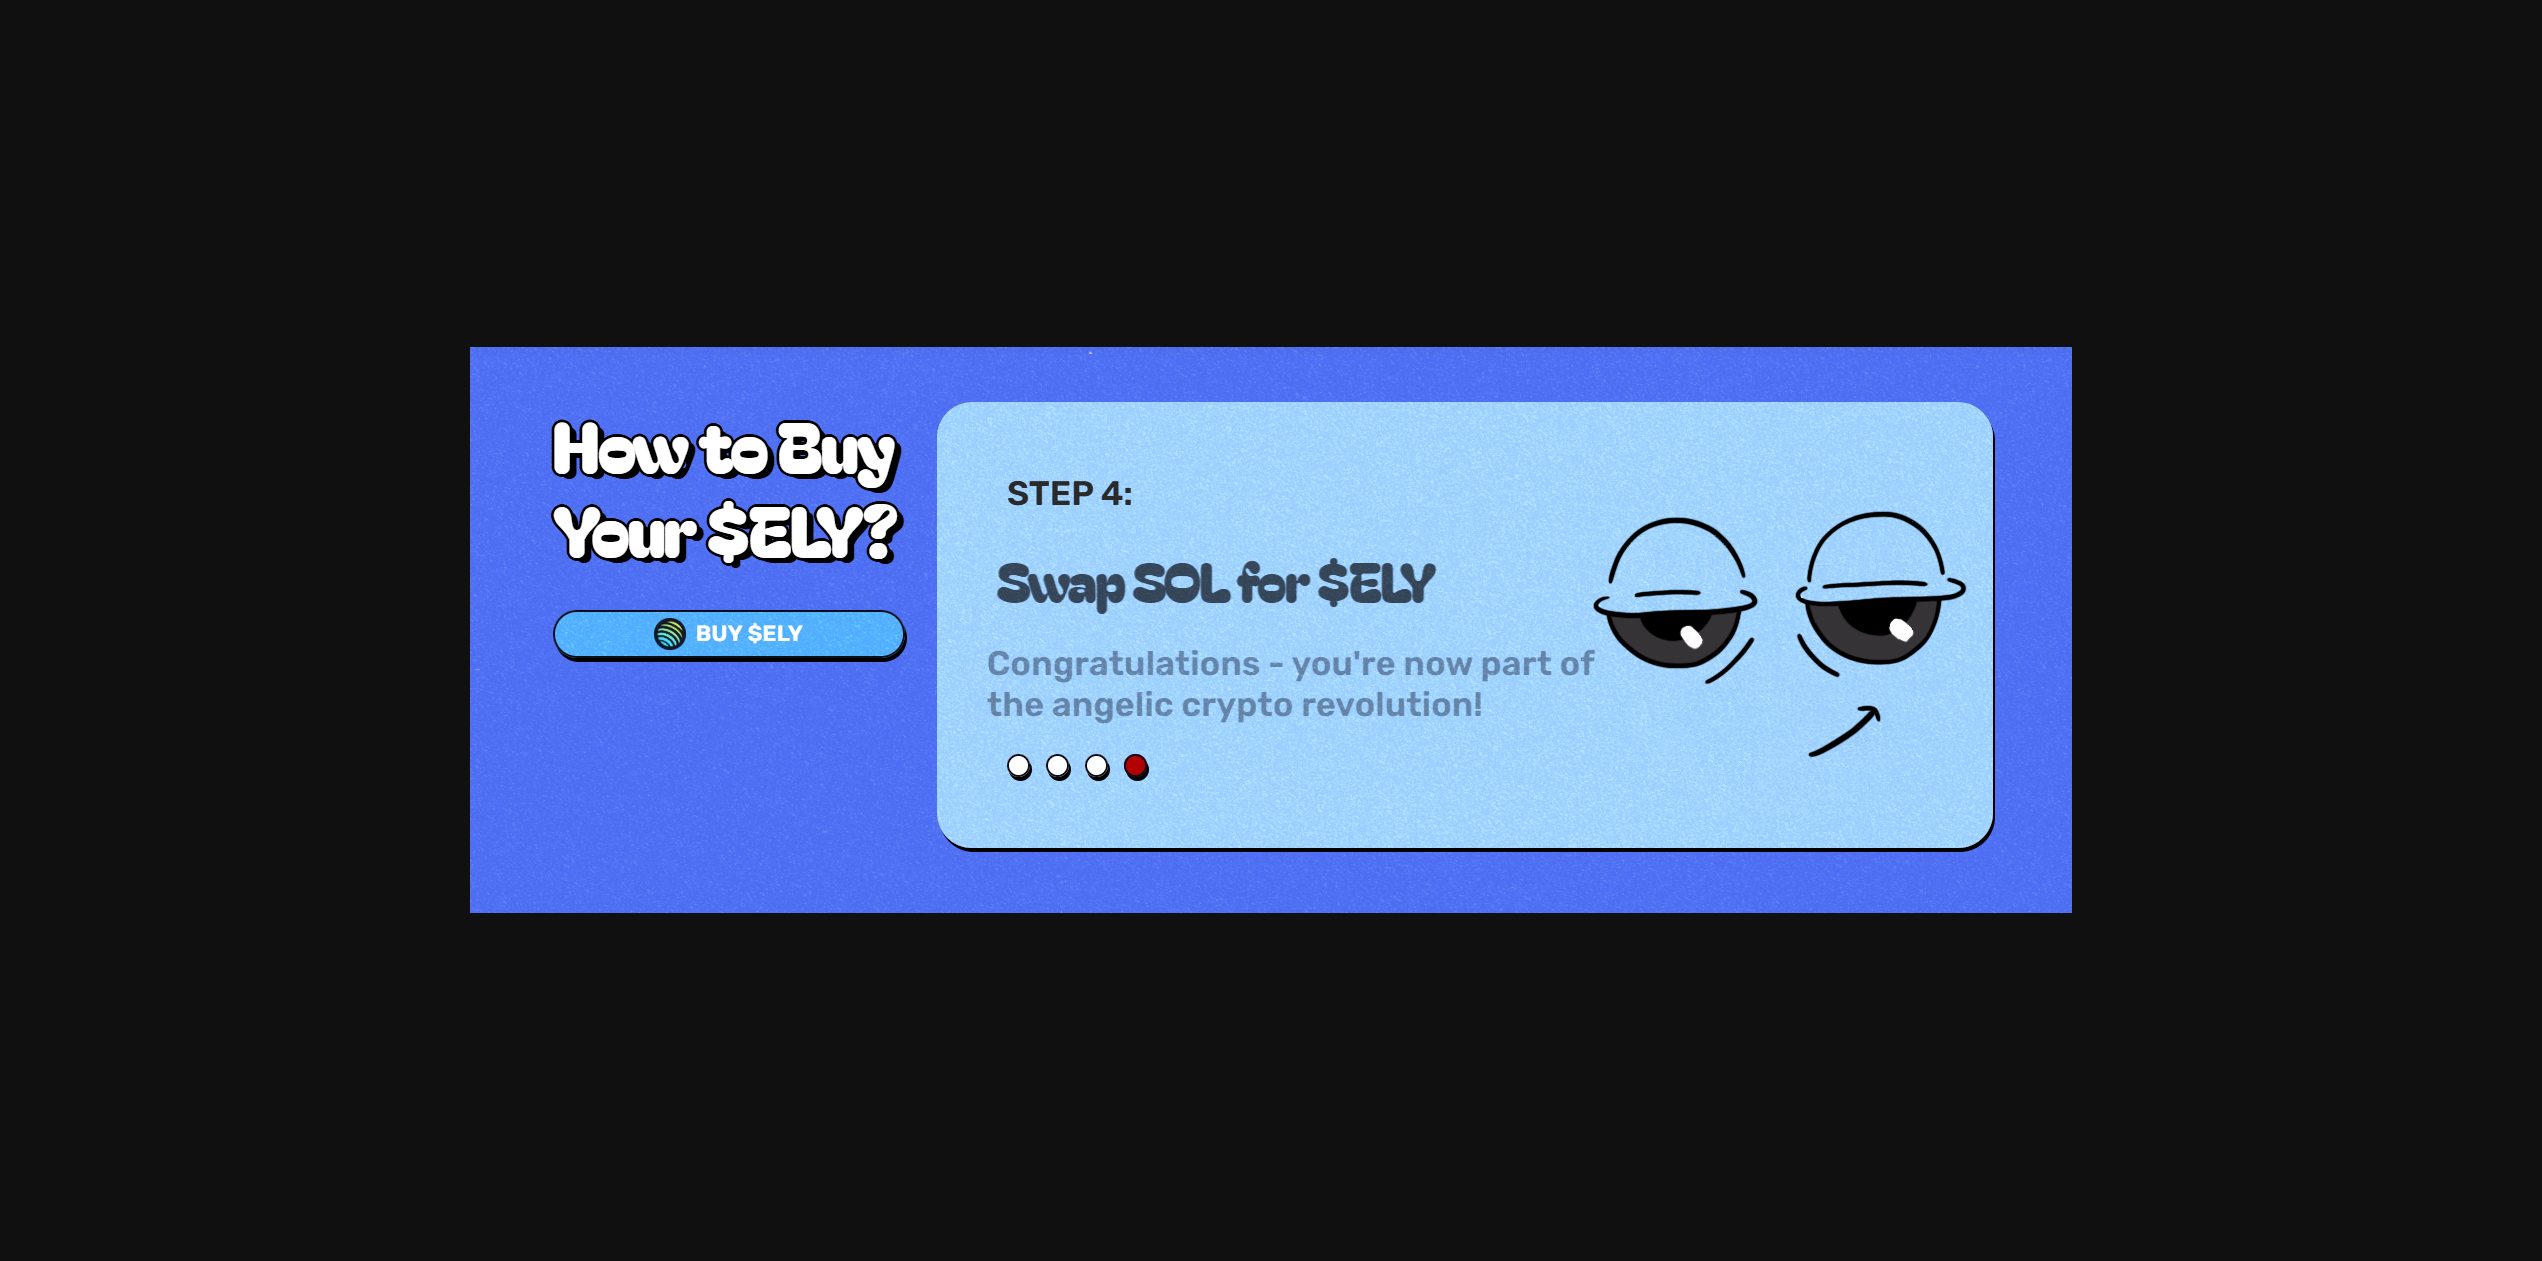 How to Buy
Your $ELY?
BUY $ELY
STEP 4:
Swap SOL for $ELY
Congratulations - you're now part of
the angelic crypto revolution!